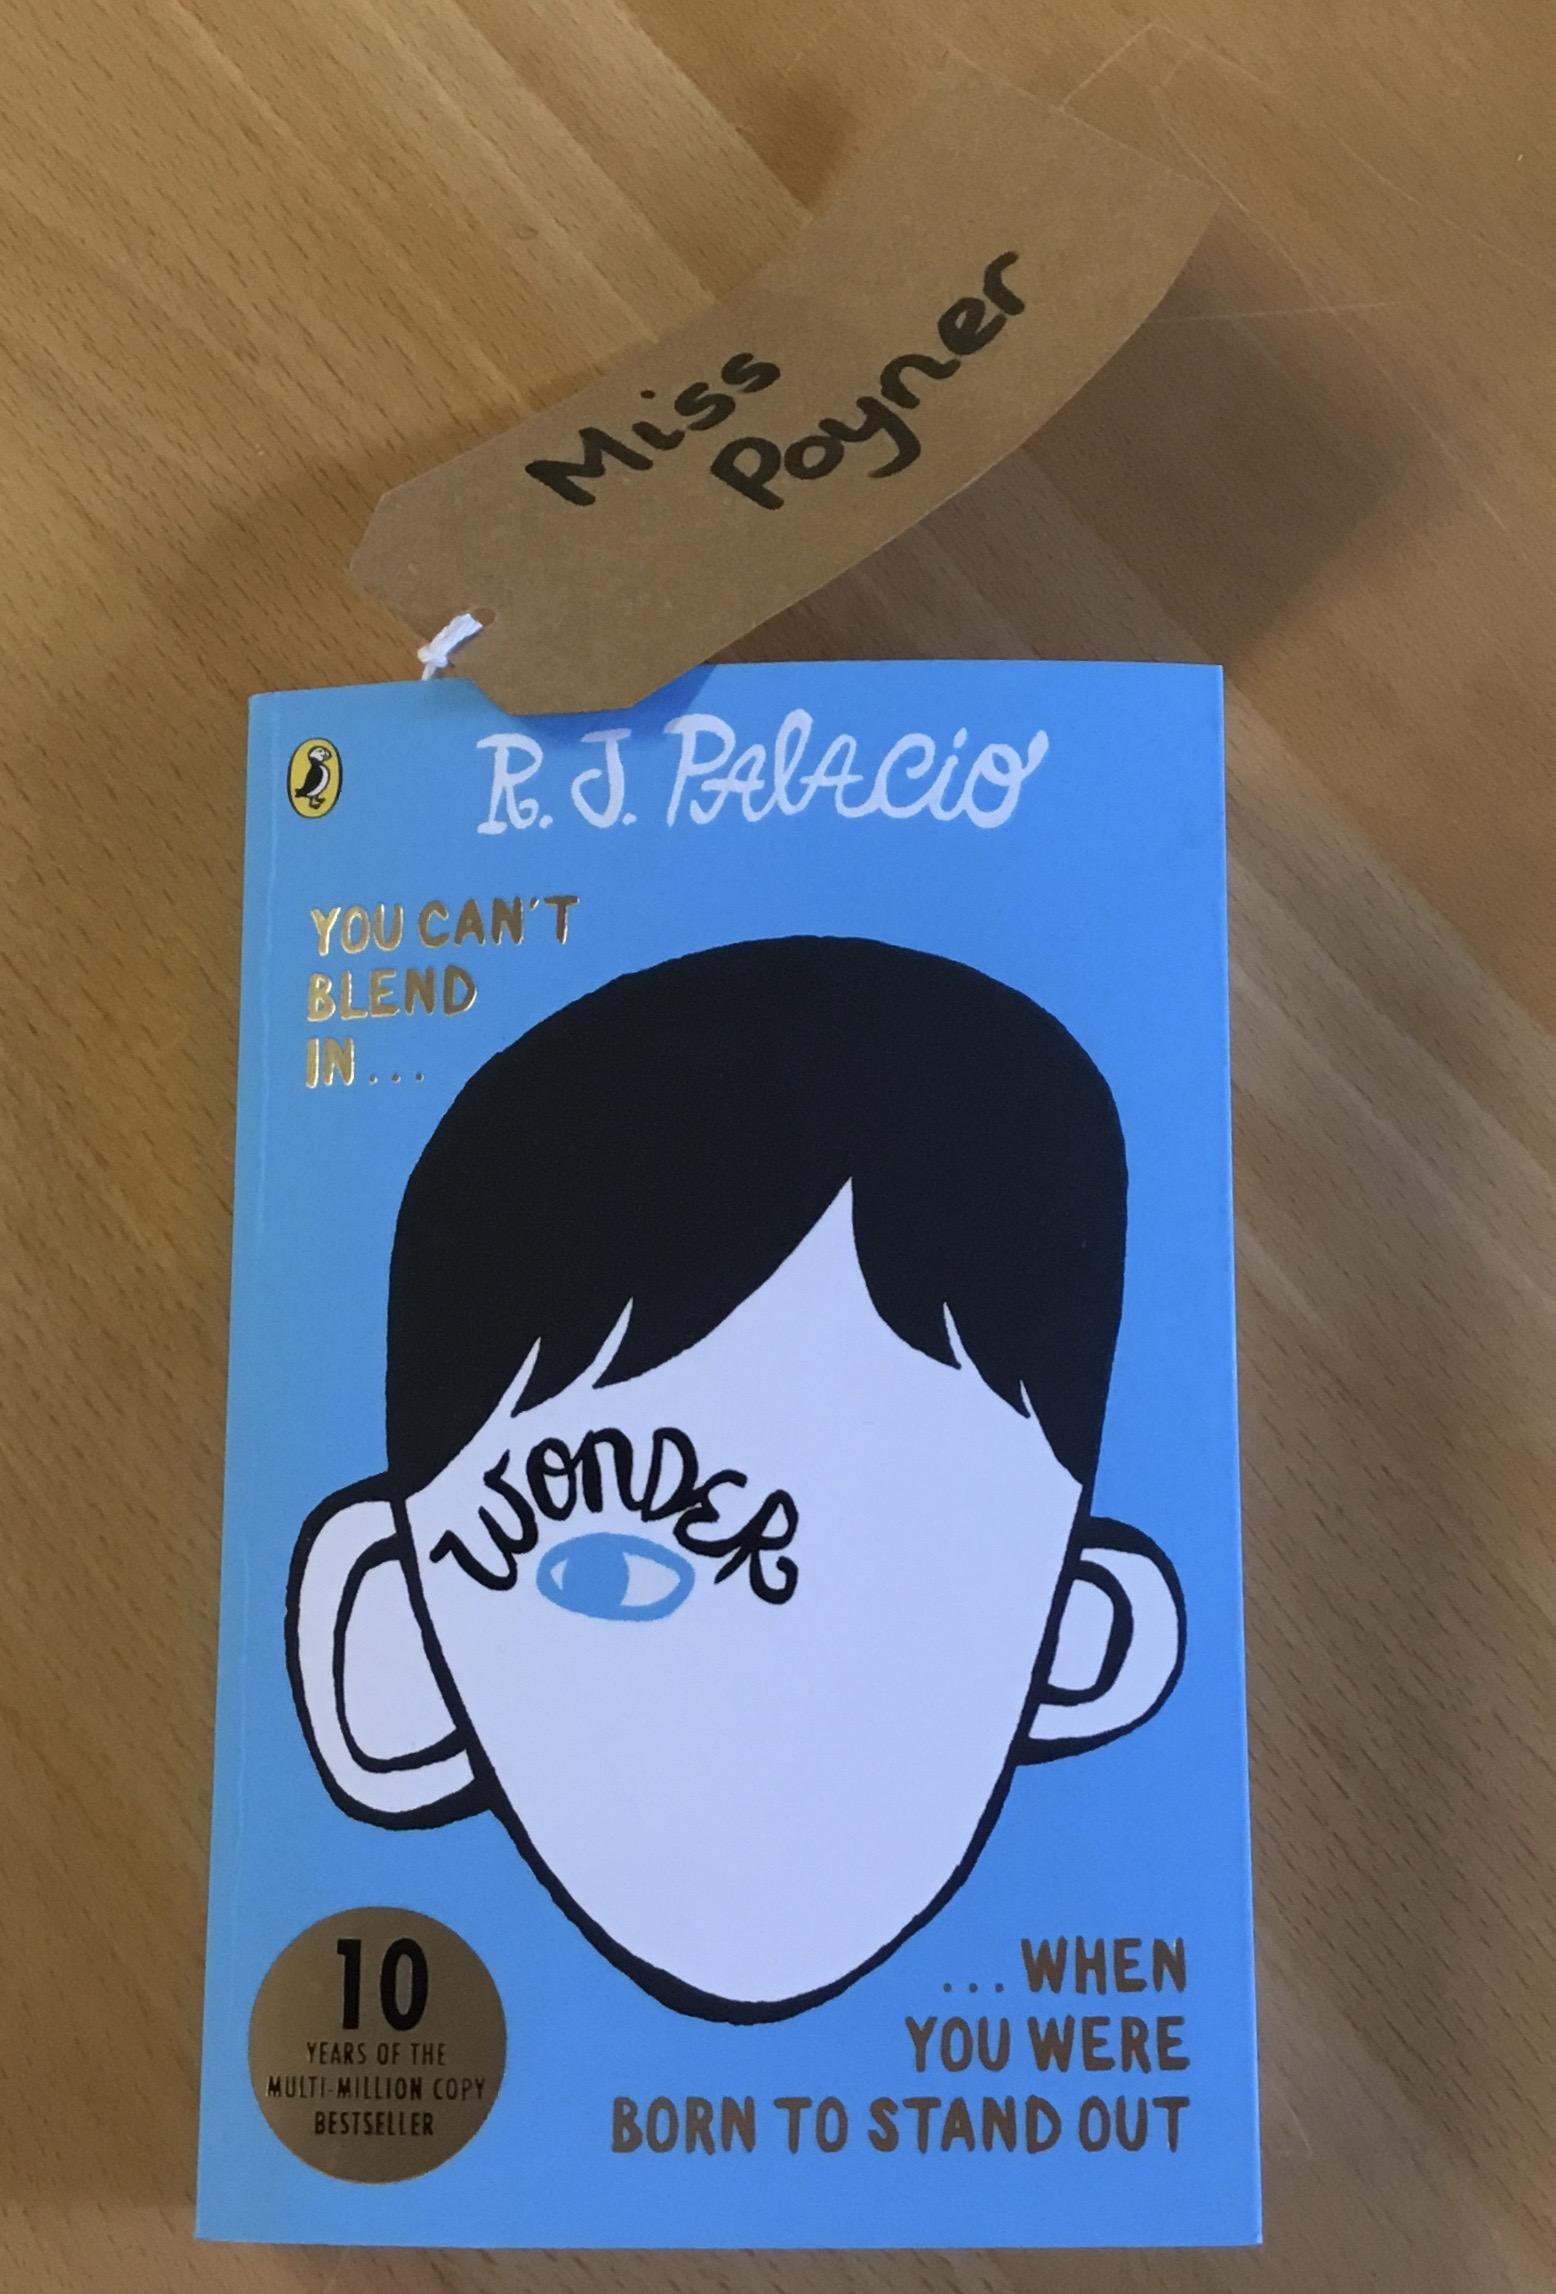 Miss
Poyner
R. J. PAlACiO
YOU CAN'T
BLEND
IN...
WONDER
10
YEARS OF THE
MULTI-MILLION COPY
BESTSELLER
...WHEN
YOU WERE
BORN TO STAND OUT